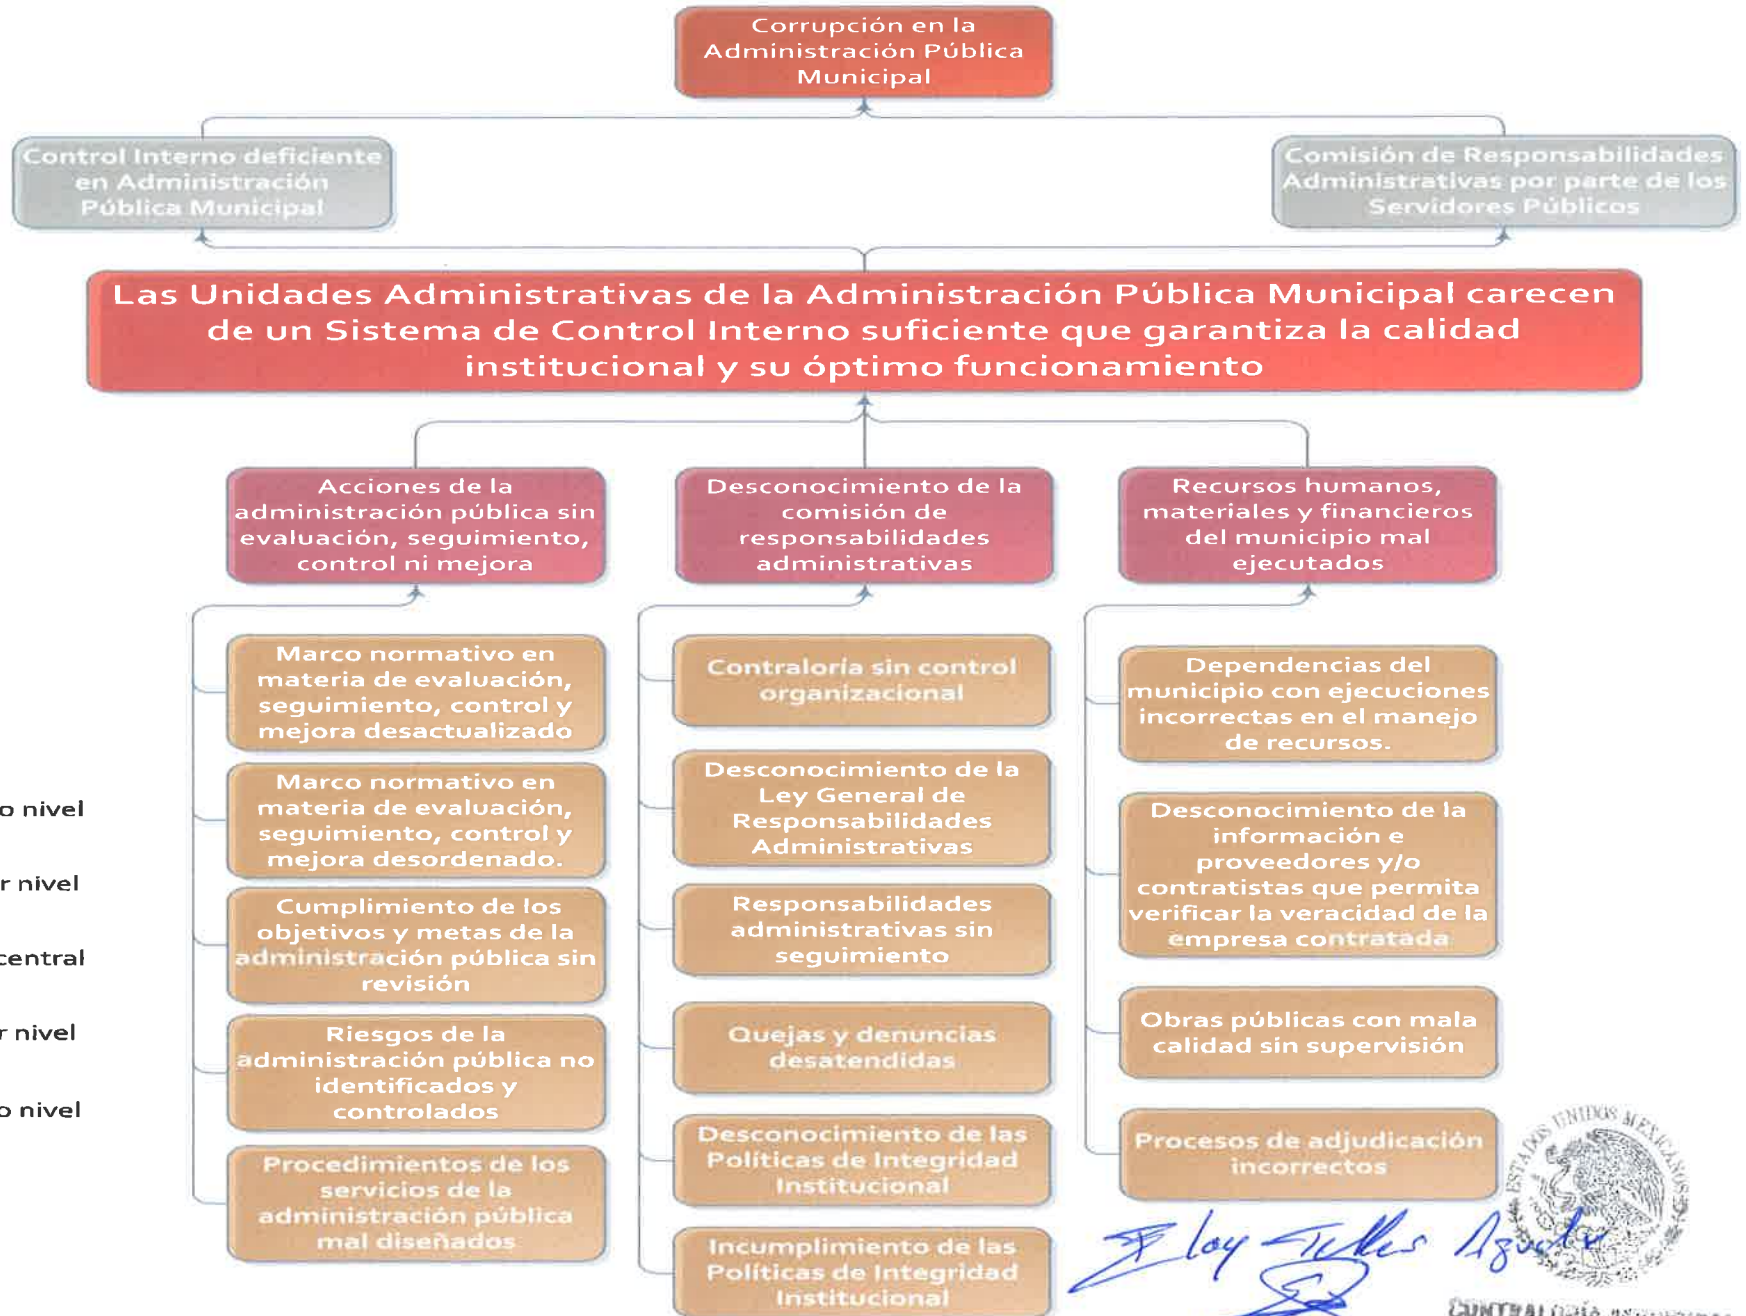 Corrupción en la
Administración Pública
Municipal
Control Interno deficiente
en Administración
Pública Municipal
Comisión de Responsabilidades
Administrativas por parte de los
Servidores Públicos
Las Unidades Administrativas de la Administración Pública Municipal carecen
de un Sistema de Control Interno suficiente que garantiza la calidad
institucional y su óptimo funcionamiento
Acciones de la
administración pública sin
evaluación, seguimiento,
control ni mejora
Desconocimiento de la
comisión de
responsabilidades
administrativas
Recursos humanos,
materiales y financieros
del municipio mal
ejecutados
Marco normativo en
materia de evaluación,
seguimiento, control y
mejora desactualizado
Marco normativo en
materia de evaluación,
seguimiento, control y
mejora desordenado.
Cumplimiento de los
objetivos y metas de la
administración pública sin
revisión
Riesgos de la
administración pública no
identificados y
controlados
Procedimientos de los
servicios de la
administración pública
mal diseñados
Contraloría sin control
organizacional
Desconocimiento de la
Ley General de
Responsabilidades
Administrativas
Responsabilidades
administrativas sin
seguimiento
Quejas y denuncias
desatendidas
Desconocimiento de las
Políticas de Integridad
Institucional
Incumplimiento de las
Políticas de Integridad
Institucional
Dependencias del
municipio con ejecuciones
incorrectas en el manejo
de recursos.
Desconocimiento de la
información e
proveedores y/o
contratistas que permita
verificar la veracidad de la
empresa contratada
Obras públicas con mala
calidad sin supervisión
Procesos de adjudicación
incorrectos
o nivel
r nivel
central
r nivel
o nivel
ESTADOS UNIDOS MEXICANOS
CONTRALORÍA